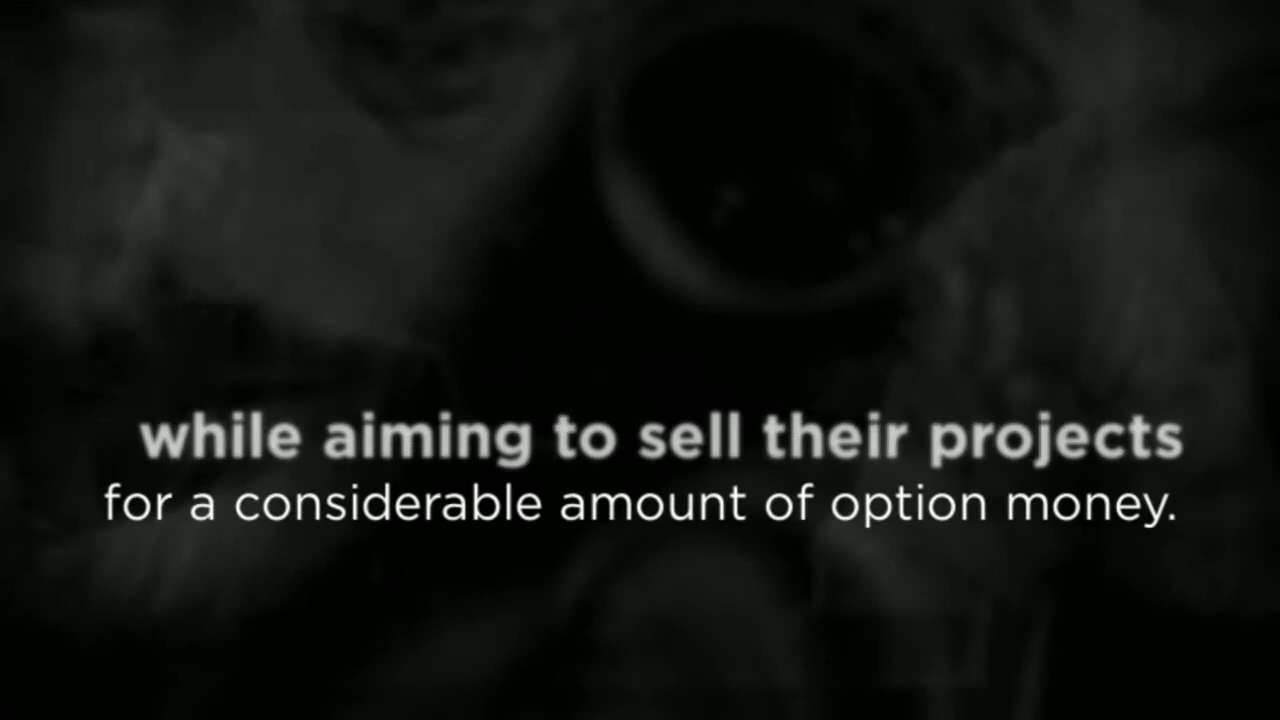 while aiming to sell their projects
for a considerable amount of option money.